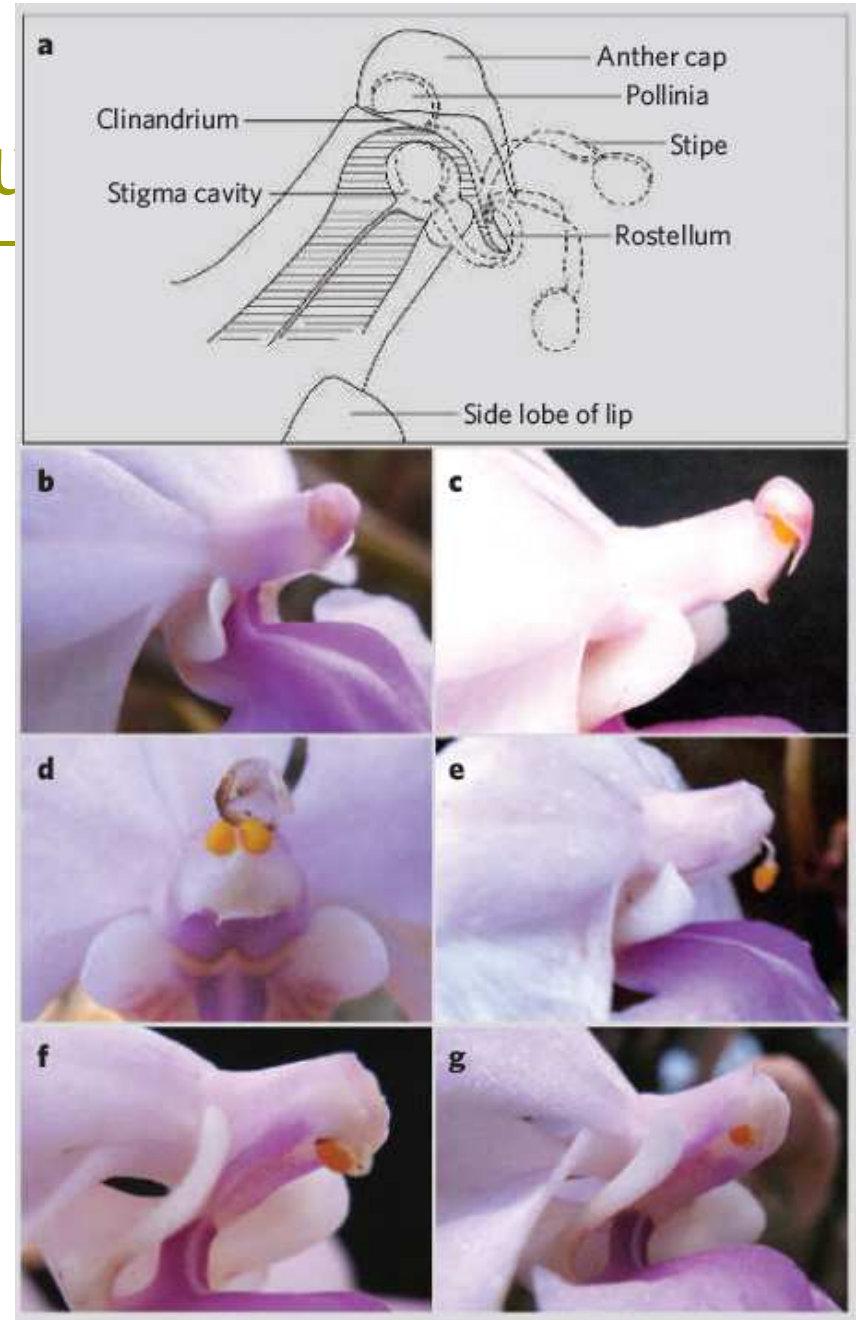 a
Anther cap
Pollinia
Clinandrium
Stipe
Stigma cavity
Rostellum
Side lobe of lip
b
c
d
e
f
g